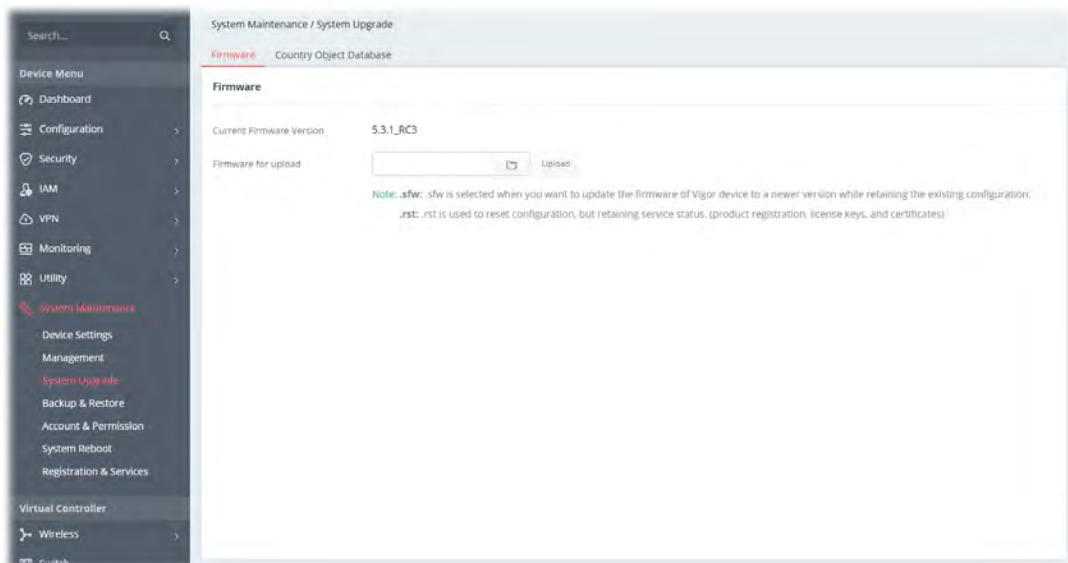 Search...
Device Menu
Dashboard
Configuration
Security
IAM
VPN
Monitoring
Utility
System Maintenance
Device Settings
Management
System Upgrade
Backup & Restore
Account & Permission
System Reboot
Registration & Services
Virtual Controller
Wireless
Switch
System Maintenance / System Upgrade
Firmware Country Object Database
Firmware
Current Firmware Version 5.3.1_RC3
Firmware for upload Upload
Note: .sfw: .sfw is selected when you want to update the firmware of Vigor device to a newer version while retaining the existing configuration.
.rst: .rst is used to reset configuration, but retaining service status. (product registration, license keys, and certificates)